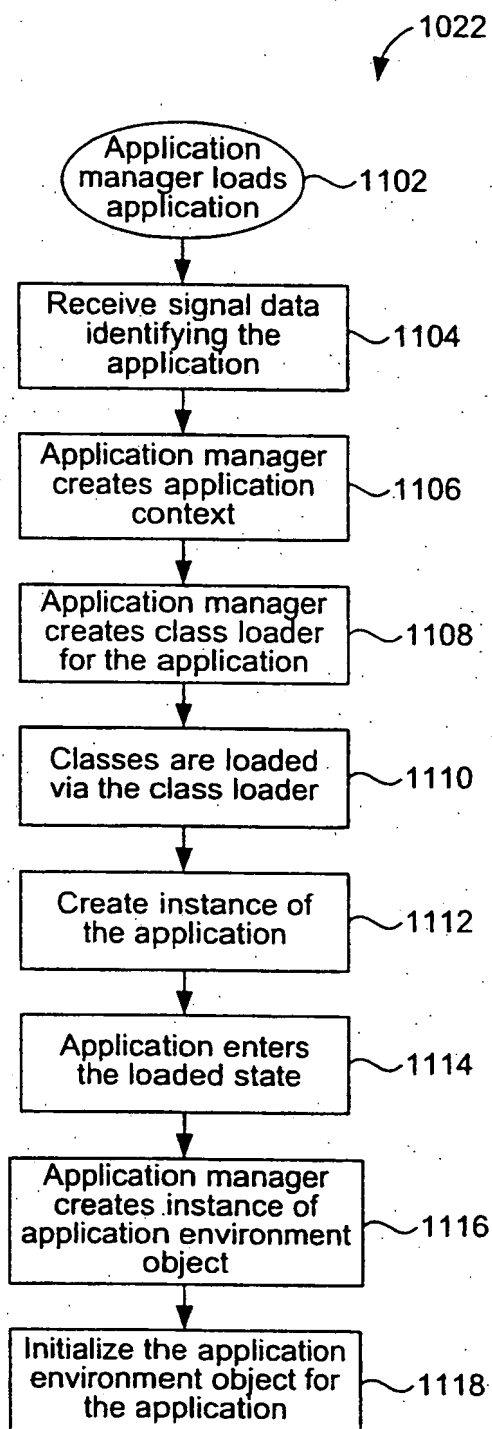 1022
Application
manager loads
application
1102
Receive signal data
identifying the
application
1104
Application manager
creates application
context
1106
Application manager
creates class loader
for the application
1108
Classes are loaded
via the class loader
1110
Create instance of
the application
1112
Application enters
the loaded state
1114
Application manager
creates instance of
application environment
object
1116
Initialize the application
environment object for
the application
1118